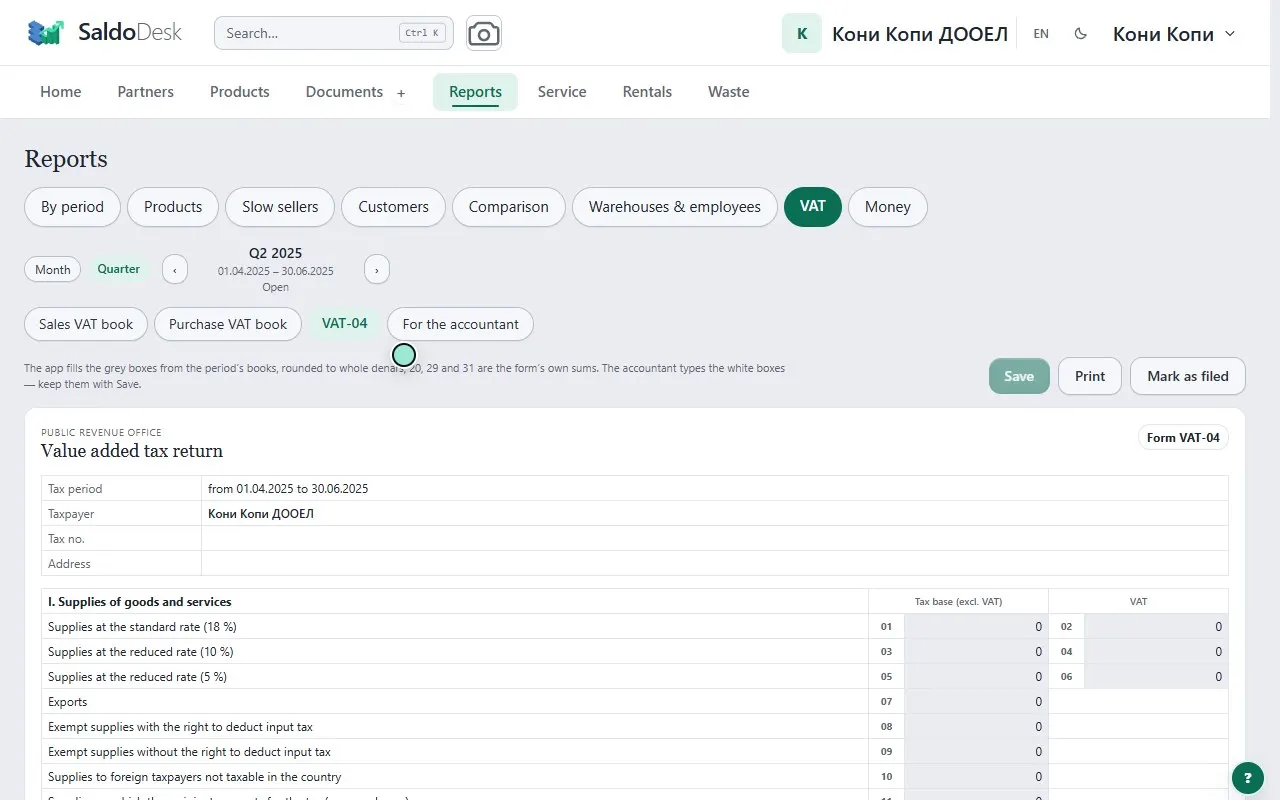 SaldoDesk
Search...
Ctrl K
K
Кони Копи ДООЕЛ
EN
Кони Копи
Home
Partners
Products
Documents +
Reports
Service
Rentals
Waste
Reports
By period
Products
Slow sellers
Customers
Comparison
Warehouses & employees
VAT
Money
Month
Quarter
‹
Q2 2025
01.04.2025 – 30.06.2025
Open
›
Sales VAT book
Purchase VAT book
VAT-04
For the accountant
The app fills the grey boxes from the period's books, rounded to whole denars; 20, 29 and 31 are the form's own sums. The accountant types the white boxes
— keep them with Save.
Save
Print
Mark as filed
PUBLIC REVENUE OFFICE
Value added tax return
Form VAT-04
Tax period from 01.04.2025 to 30.06.2025
Taxpayer Кони Копи ДООЕЛ
Tax no.
Address
I. Supplies of goods and services Tax base (excl. VAT) VAT
Supplies at the standard rate (18 %) 01 0 02 0
Supplies at the reduced rate (10 %) 03 0 04 0
Supplies at the reduced rate (5 %) 05 0 06 0
Exports 07 0
Exempt supplies with the right to deduct input tax 08 0
Exempt supplies without the right to deduct input tax 09 0
Supplies to foreign taxpayers not taxable in the country 10 0
?